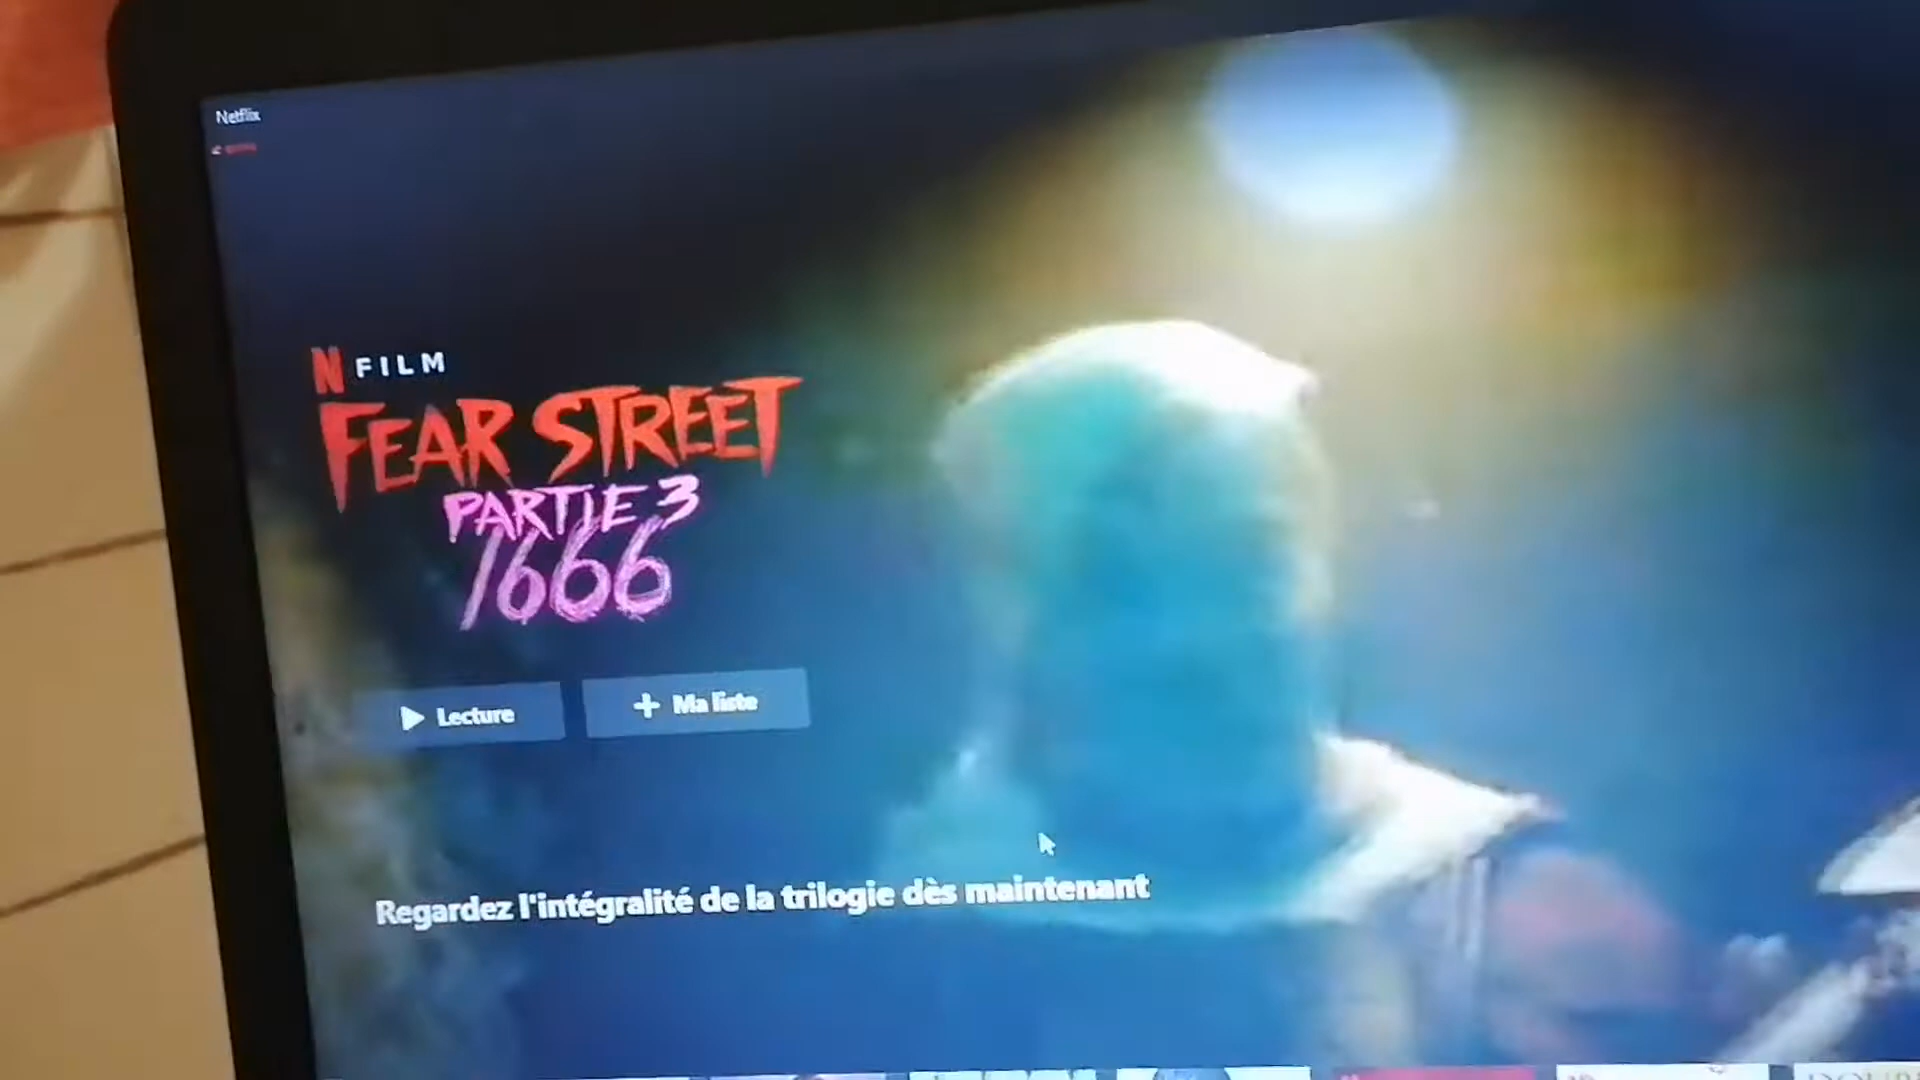 Netflix
N FILM
FEAR STREET
PARTIE 3
1666
Lecture
Ma liste
Regardez l'intégralité de la trilogie dès maintenant